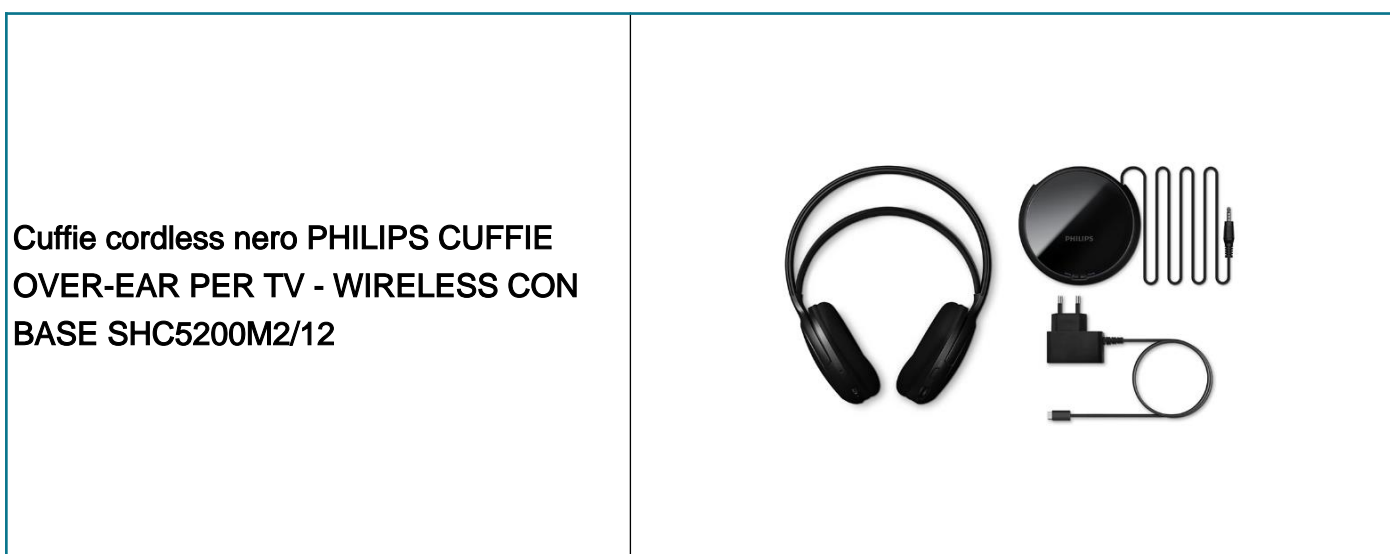 Cuffie cordless nero PHILIPS CUFFIE
OVER-EAR PER TV - WIRELESS CON
BASE SHC5200M2/12
PHILIPS